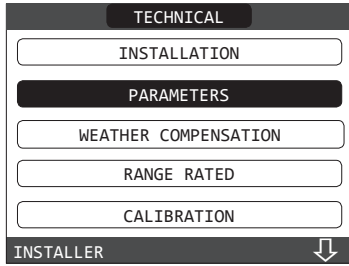 TECHNICAL
INSTALLATION
PARAMETERS
WEATHER COMPENSATION
RANGE RATED
CALIBRATION
INSTALLER